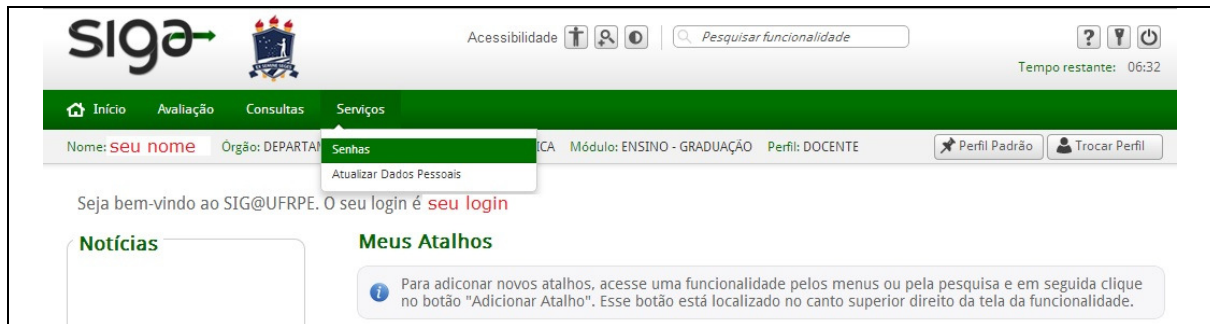 siga
Acessibilidade Pesquisar funcionalidade
Tempo restante: 06:32
Início Avaliação Consultas Serviços
Nome: seu nome Órgão: DEPARTA ICA Módulo: ENSINO - GRADUAÇÃO Perfil: DOCENTE Perfil Padrão Trocar Perfil
Senhas
Atualizar Dados Pessoais
Seja bem-vindo ao SIG@UFRPE. O seu login é seu login
Notícias
Meus Atalhos
Para adiconar novos atalhos, acesse uma funcionalidade pelos menus ou pela pesquisa e em seguida clique
no botão "Adicionar Atalho". Esse botão está localizado no canto superior direito da tela da funcionalidade.